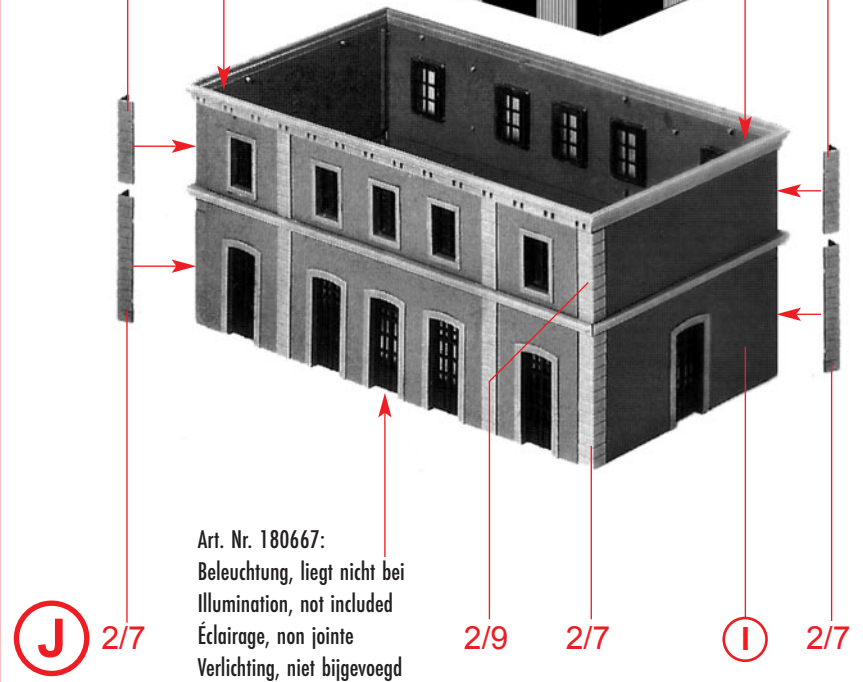 Art. Nr. 180667:
Beleuchtung, liegt nicht bei
Illumination, not included
Éclairage, non jointe
Verlichting, niet bijgevoegd
J 2/7 2/9 2/7 I 2/7